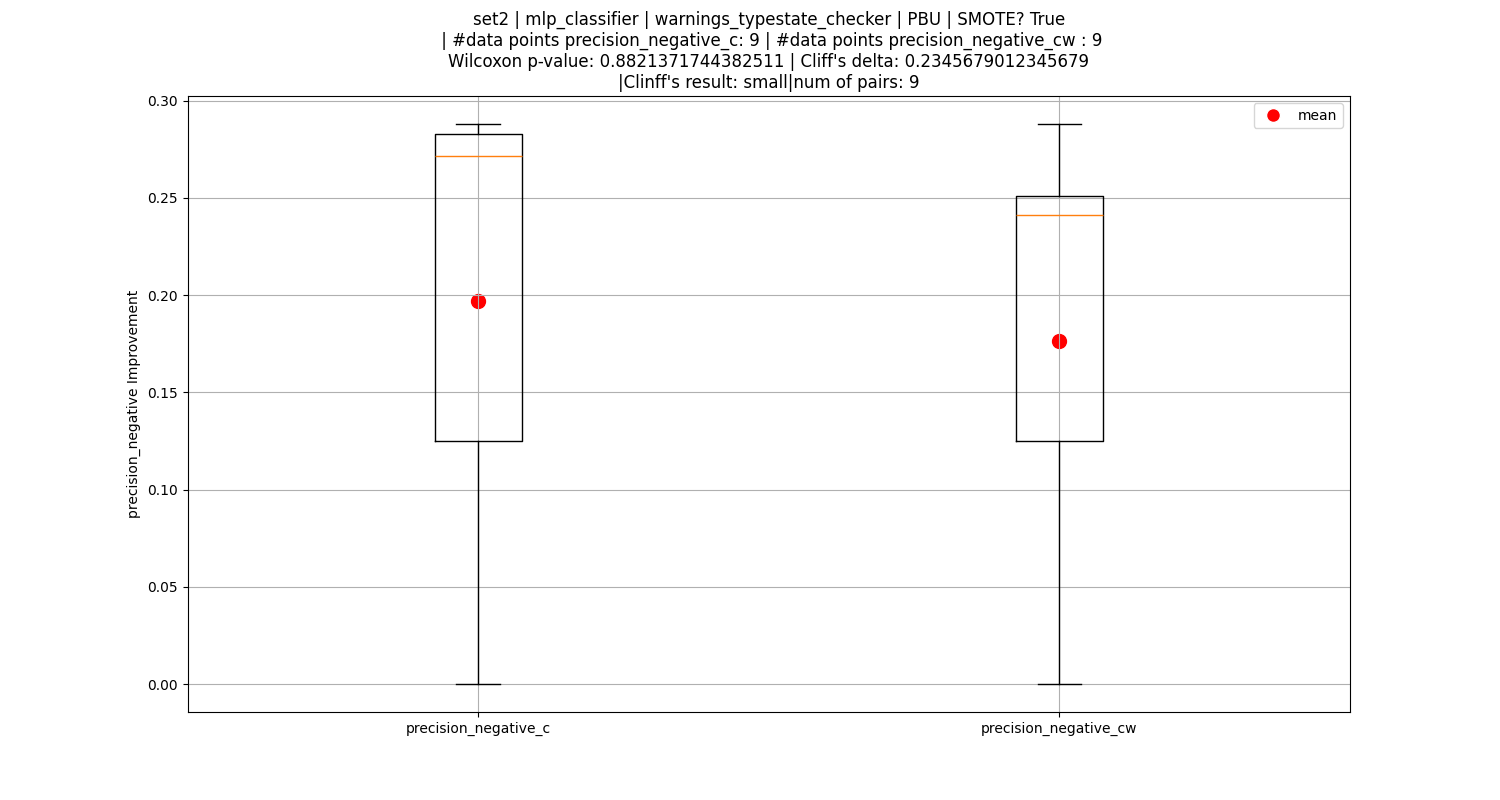 set2 | mlp_classifier | warnings_typestate_checker | PBU | SMOTE? True
| #data points precision_negative_c: 9 | #data points precision_negative_cw : 9
Wilcoxon p-value: 0.8821371744382511 | Cliff's delta: 0.2345679012345679
|Clinff's result: small|num of pairs: 9
mean
0.30
0.25
0.20
0.15
0.10
0.05
0.00
precision_negative Improvement
precision_negative_c
precision_negative_cw